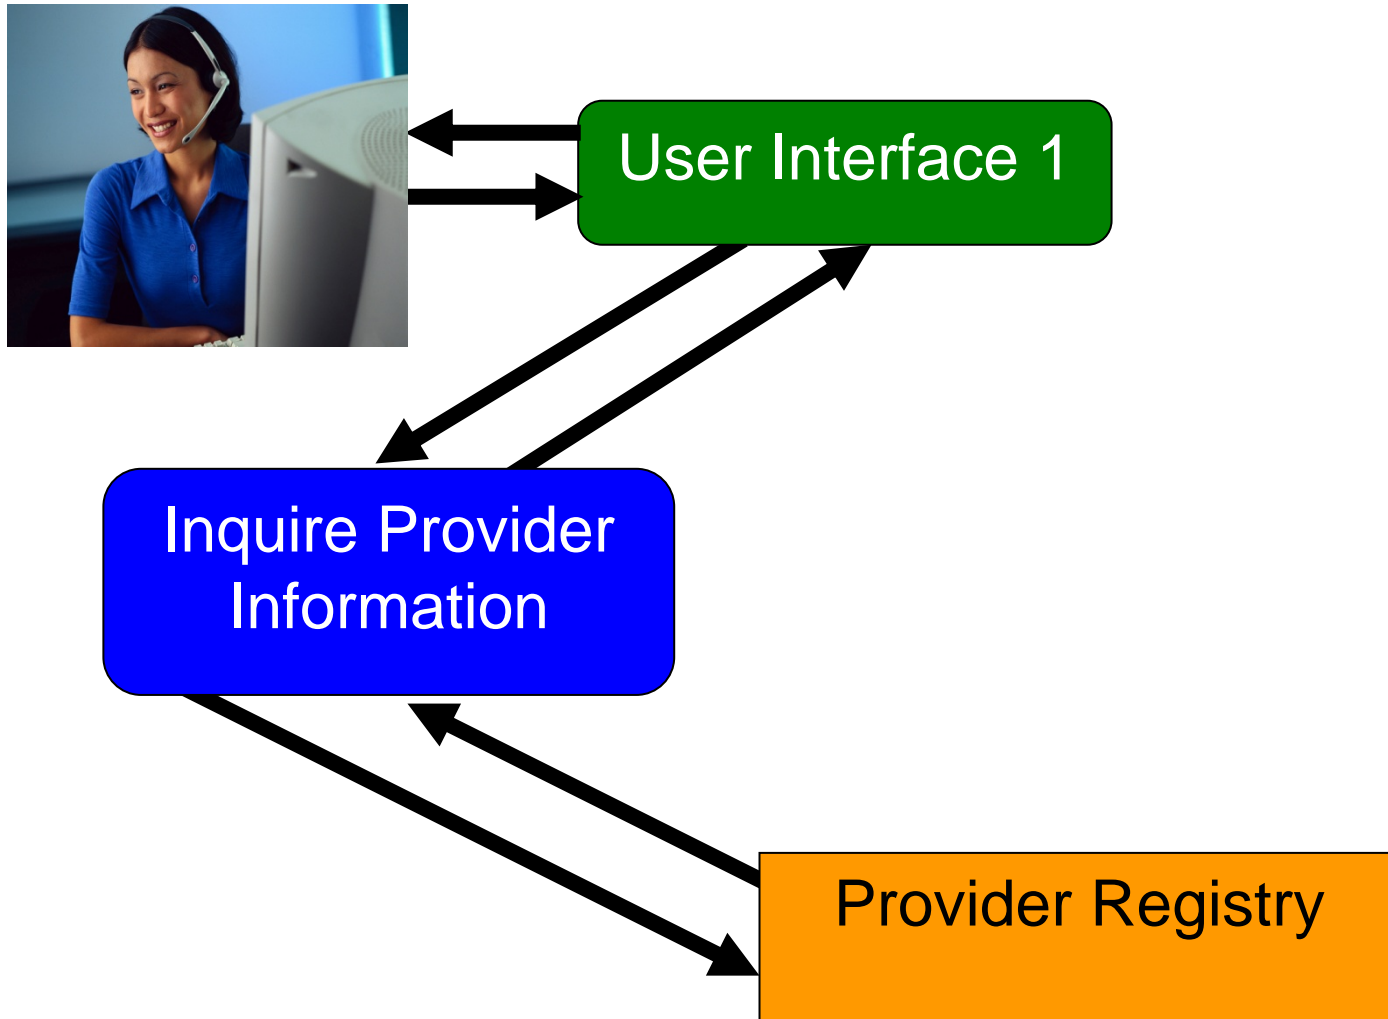 User Interface 1
Inquire Provider
Information
Provider Registry